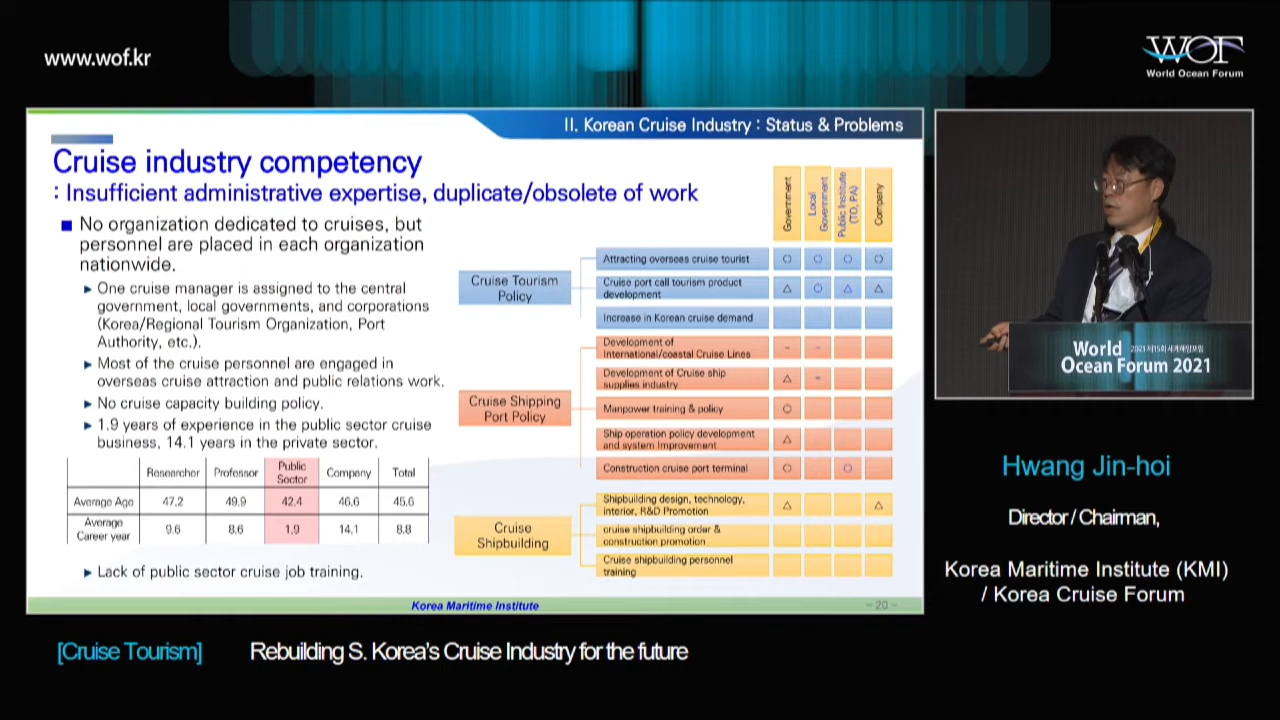 www.wof.kr
WOF
World Ocean Forum
II. Korean Cruise Industry : Status & Problems
Cruise industry competency
: Insufficient administrative expertise, duplicate/obsolete of work
■ No organization dedicated to cruises, but
personnel are placed in each organization
nationwide.
▶ One cruise manager is assigned to the central
government, local governments, and corporations
(Korea/Regional Tourism Organization, Port
Authority, etc.).
▶ Most of the cruise personnel are engaged in
overseas cruise attraction and public relations work.
▶ No cruise capacity building policy.
▶ 1.9 years of experience in the public sector cruise
business, 14.1 years in the private sector.
Researcher Professor Public Sector Company Total
Average Age 47.2 49.9 42.4 46.6 45.6
Average Career year 9.6 8.6 1.9 14.1 8.8
▶ Lack of public sector cruise job training.
Government
Local Government
Public Institute (TO, PA)
Company
Cruise Tourism
Policy
Attracting overseas cruise tourist ○ ○ ○ ○
Cruise port call tourism product
development △ ○ △ △
Increase in Korean cruise demand
Cruise Shipping
Port Policy
Development of
International/coastal Cruise Lines - -
Development of Cruise ship
supplies industry △ -
Manpower training & policy ○
Ship operation policy development
and system Improvement △
Construction cruise port terminal ○ ○
Cruise
Shipbuilding
Shipbuilding design, technology,
interior, R&D Promotion △ △
cruise shipbuilding order &
construction promotion
Cruise shipbuilding personnel
training
Korea Maritime Institute
- 20 -
World 2021 제15회 세계해양포럼
Ocean Forum 2021
Hwang Jin-hoi
Director / Chairman,
Korea Maritime Institute (KMI)
/ Korea Cruise Forum
[Cruise Tourism] Rebuilding S. Korea's Cruise Industry for the future